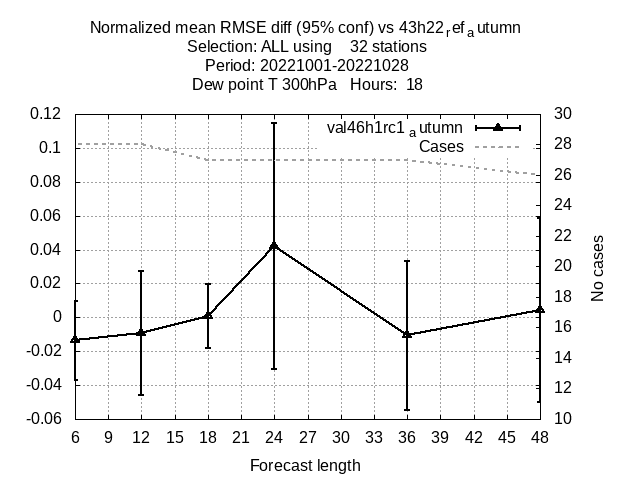 Normalized mean RMSE diff (95% conf) vs 43h22refautumn
Selection: ALL using 32 stations
Period: 20221001-20221028
Dew point T 300hPa Hours: 18
val46h1rc1autumn
Cases
0.12
0.1
0.08
0.06
0.04
0.02
0
-0.02
-0.04
-0.06
30
28
26
24
22
20
18
16
14
12
10
No cases
6 9 12 15 18 21 24 27 30 33 36 39 42 45 48
Forecast length